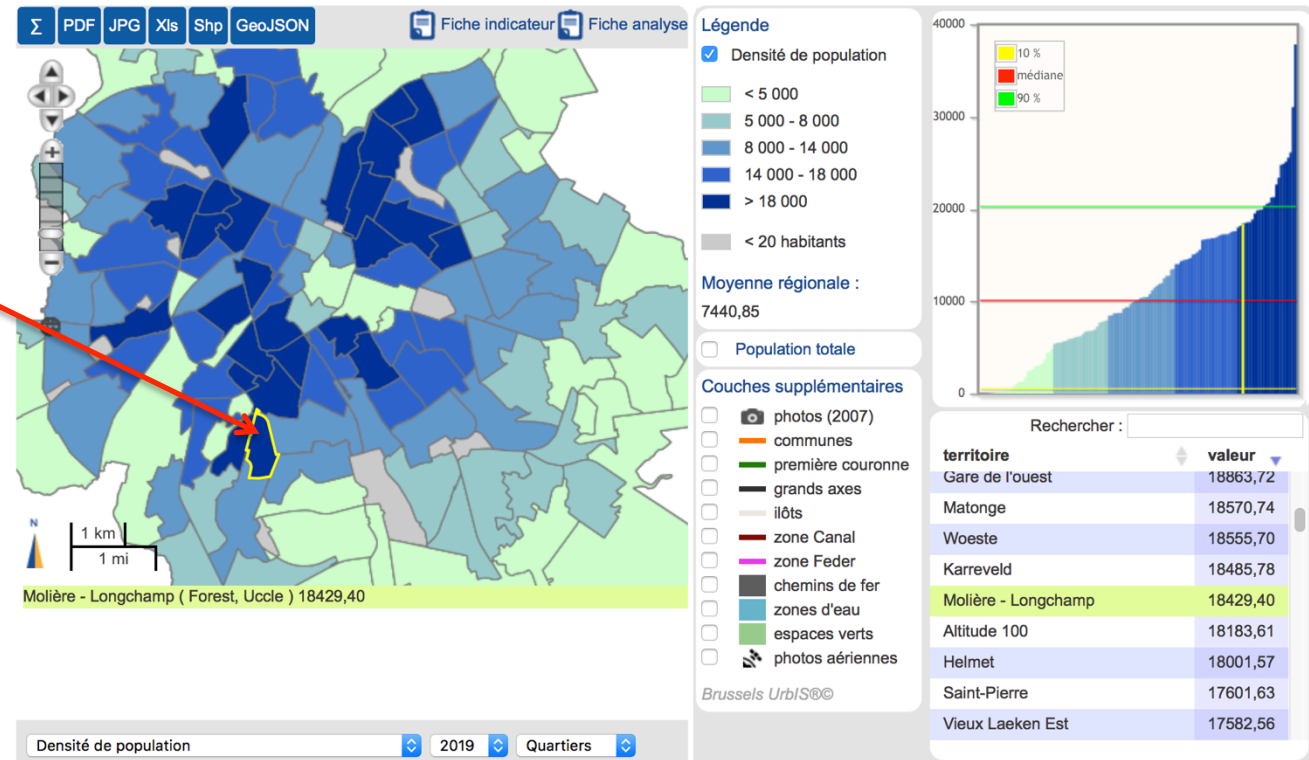 Σ PDF JPG Xls Shp GeoJSON Fiche indicateur Fiche analyse
N
1 km
1 mi
Molière - Longchamp ( Forest, Uccle ) 18429,40
Densité de population 2019 Quartiers
Légende
Densité de population
< 5 000
5 000 - 8 000
8 000 - 14 000
14 000 - 18 000
> 18 000
< 20 habitants
Moyenne régionale :
7440,85
Population totale
Couches supplémentaires
photos (2007)
communes
première couronne
grands axes
ilôts
zone Canal
zone Feder
chemins de fer
zones d'eau
espaces verts
photos aériennes
Brussels UrbIS®©
40000
30000
20000
10000
0
10 %
médiane
90 %
Rechercher :
territoire valeur
Gare de l'ouest 18863,72
Matonge 18570,74
Woeste 18555,70
Karreveld 18485,78
Molière - Longchamp 18429,40
Altitude 100 18183,61
Helmet 18001,57
Saint-Pierre 17601,63
Vieux Laeken Est 17582,56